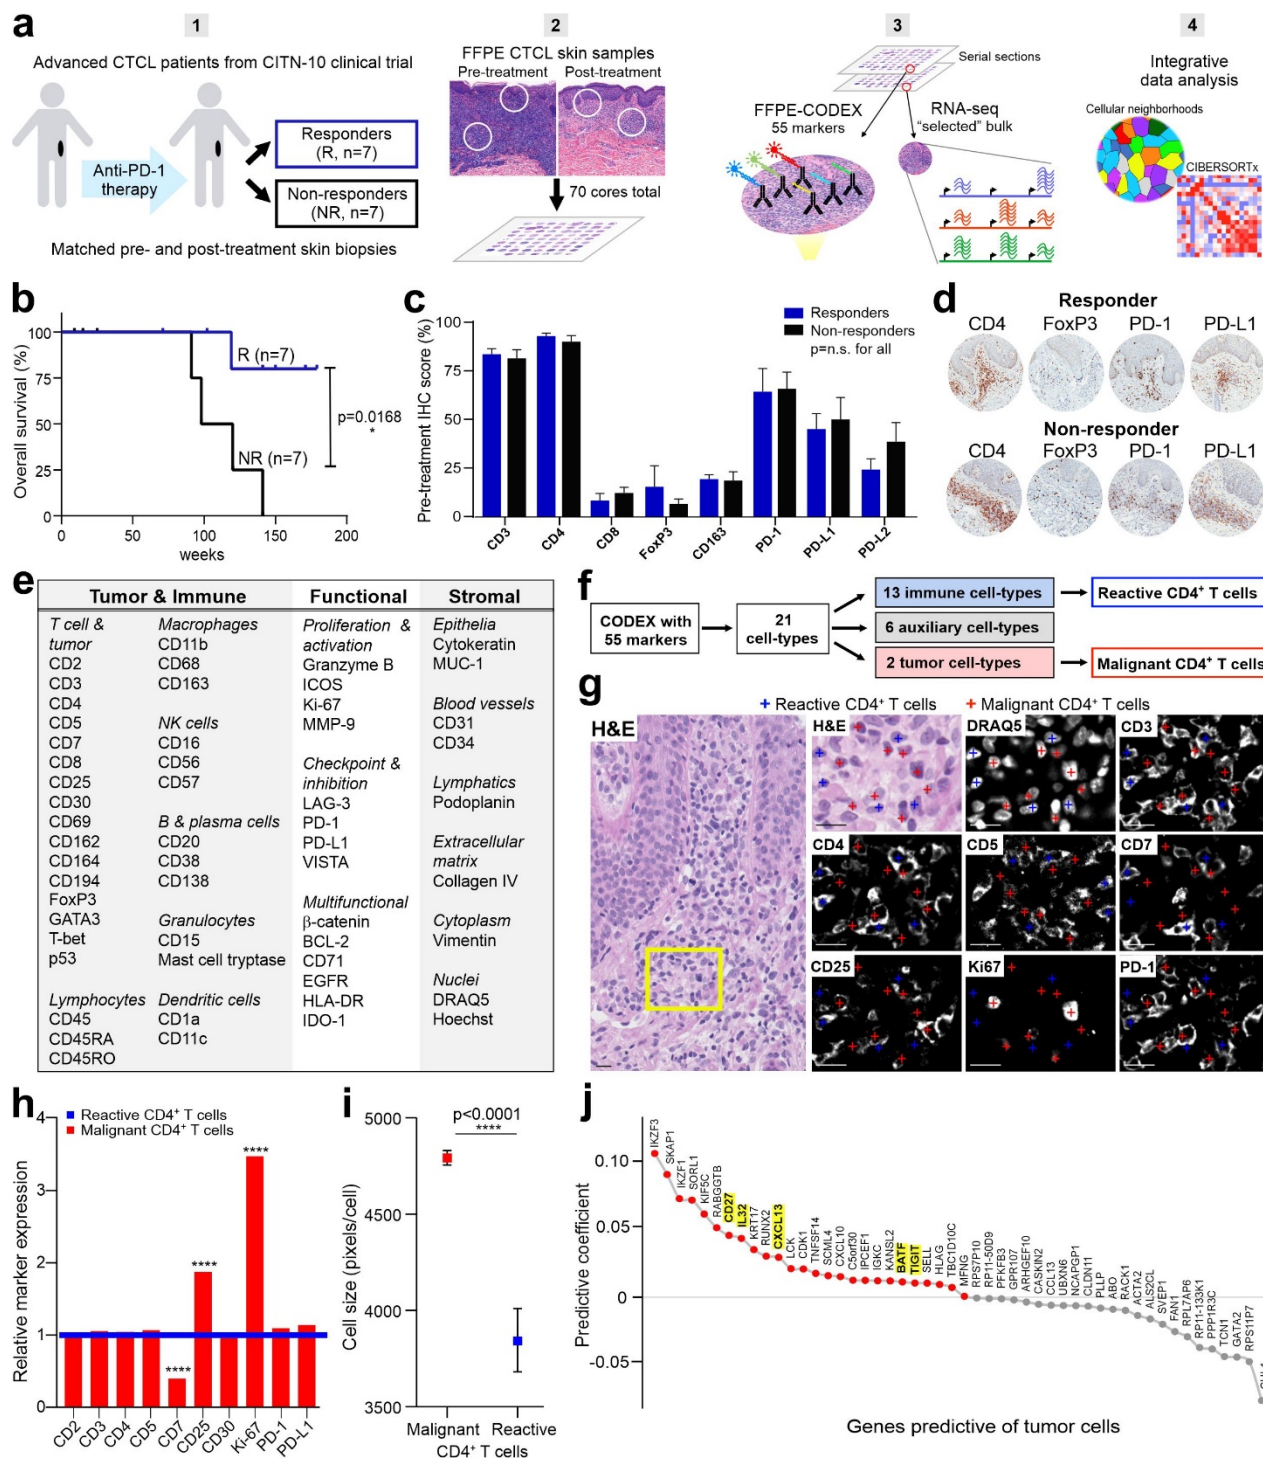 a
1
Advanced CTCL patients from CITN-10 clinical trial
Anti-PD-1
therapy
Responders
(R, n=7)
Non-responders
(NR, n=7)
Matched pre- and post-treatment skin biopsies
2
FFPE CTCL skin samples
Pre-treatment
Post-treatment
70 cores total
3
Serial sections
FFPE-CODEX
55 markers
RNA-seq
"selected" bulk
4
Integrative
data analysis
Cellular neighborhoods
CIBERSORTx
b
Overall survival (%)
100
75
50
25
0
R (n=7)
NR (n=7)
p=0.0168
*
0
50
100
150
200
weeks
c
Pre-treatment IHC score (%)
100
75
50
25
0
Responders
Non-responders
p=n.s. for all
CD3
CD4
CD8
FoxP3
CD163
PD-1
PD-L1
PD-L2
d
Responder
CD4
FoxP3
PD-1
PD-L1
Non-responder
CD4
FoxP3
PD-1
PD-L1
e
Tumor & Immune
T cell &
tumor
CD2
CD3
CD4
CD5
CD7
CD8
CD25
CD30
CD69
CD162
CD164
CD194
FoxP3
GATA3
T-bet
p53
Lymphocytes
CD45
CD45RA
CD45RO
Macrophages
CD11b
CD68
CD163
NK cells
CD16
CD56
CD57
B & plasma cells
CD20
CD38
CD138
Granulocytes
CD15
Mast cell tryptase
Dendritic cells
CD1a
CD11c
Functional
Proliferation &
activation
Granzyme B
ICOS
Ki-67
MMP-9
Checkpoint &
inhibition
LAG-3
PD-1
PD-L1
VISTA
Multifunctional
β-catenin
BCL-2
CD71
EGFR
HLA-DR
IDO-1
Stromal
Epithelia
Cytokeratin
MUC-1
Blood vessels
CD31
CD34
Lymphatics
Podoplanin
Extracellular
matrix
Collagen IV
Cytoplasm
Vimentin
Nuclei
DRAQ5
Hoechst
f
CODEX with
55 markers
21
cell-types
13 immune cell-types
6 auxiliary cell-types
2 tumor cell-types
Reactive CD4⁺ T cells
Malignant CD4⁺ T cells
g
+ Reactive CD4⁺ T cells
+ Malignant CD4⁺ T cells
H&E
H&E
DRAQ5
CD3
CD4
CD5
CD7
CD25
Ki67
PD-1
h
Relative marker expression
4
3
2
1
0
Reactive CD4⁺ T cells
Malignant CD4⁺ T cells
****
****
****
CD2
CD3
CD4
CD5
CD7
CD25
CD30
Ki-67
PD-1
PD-L1
i
Cell size (pixels/cell)
5000
4500
4000
3500
p<0.0001
****
Malignant
Reactive
CD4⁺ T cells
j
Predictive coefficient
0.10
0.05
0
-0.05
IKZF3
SKAP1
IKZF1
SORL1
KIF5C
RABGGTB
CD27
IL32
KRT17
RUNX2
CXCL13
LCK
CDK1
TNFSF14
SCML4
CXCL10
C5orf30
IPCEF1
IGKC
KANSL2
BATF
TIGIT
SELL
HLAG
TBC1D10C
MFNG
RPS7P10
RP11-50D9
PFKFB3
GPR107
ARHGEF10
CASKIN2
CCL13
UBXN6
NCAPGP1
CLDN11
PLLP
ABO
RACK1
ACTA2
ALS2CL
SVEP1
FAN1
RPL7AP6
RP11-133K1
PPP1R3C
TCN1
GATA2
RPS11P7
Genes predictive of tumor cells